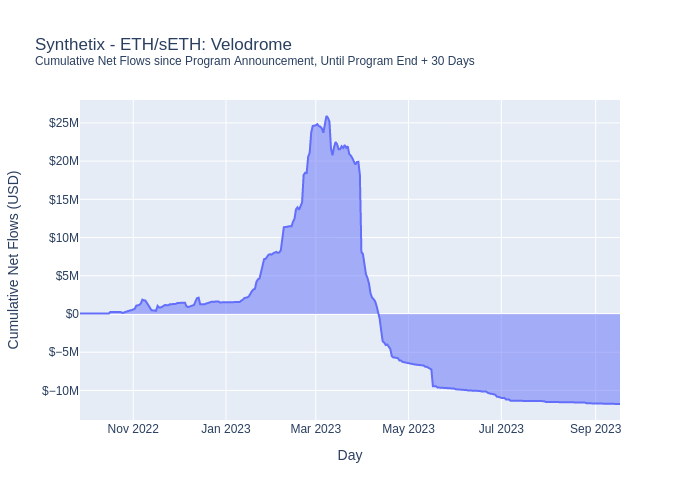 Synthetix - ETH/sETH: Velodrome
Cumulative Net Flows since Program Announcement, Until Program End + 30 Days
Cumulative Net Flows (USD)
$25M
$20M
$15M
$10M
$5M
$0
$−5M
$−10M
Nov 2022
Jan 2023
Mar 2023
May 2023
Jul 2023
Sep 2023
Day